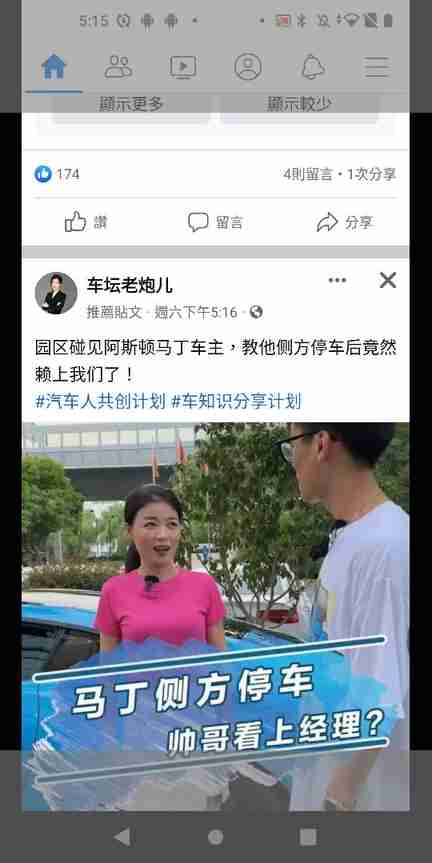 5:15
顯示更多
顯示較少
174
4則留言・1次分享
讚
留言
分享
车坛老炮儿
推薦貼文・週六下午5:16・
园区碰见阿斯顿马丁车主，教他侧方停车后竟然
赖上我们了！
#汽车人共创计划 #车知识分享计划
马丁侧方停车
帅哥看上经理？